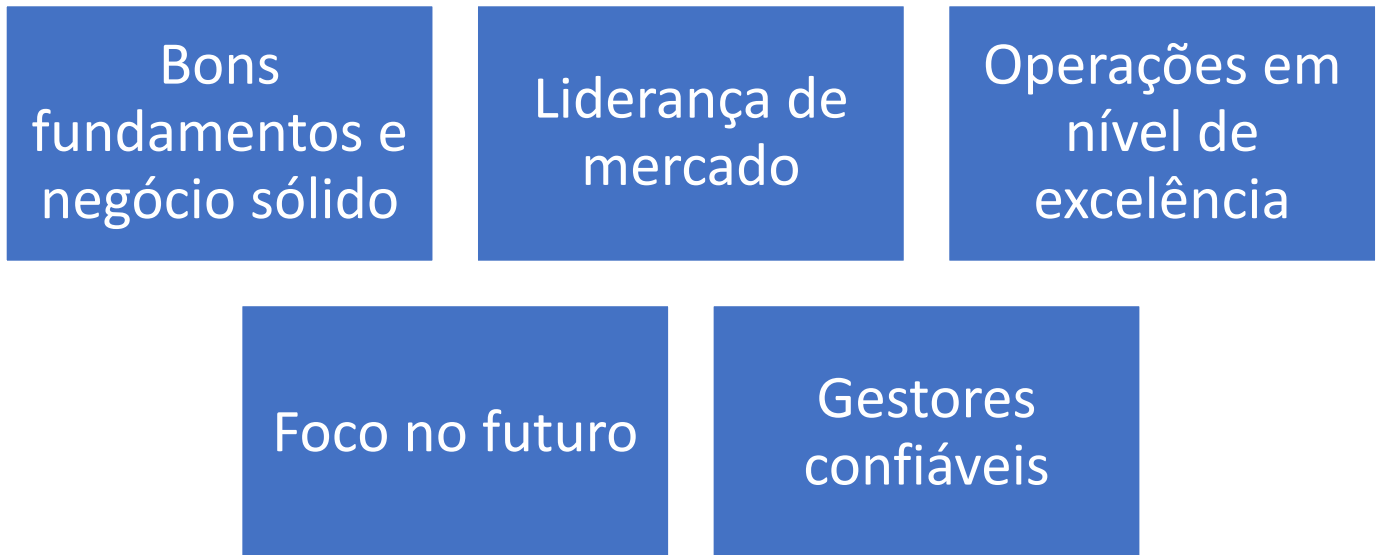 Bons
fundamentos e
negócio sólido
Liderança de
mercado
Operações em
nível de
excelência
Foco no futuro
Gestores
confiáveis